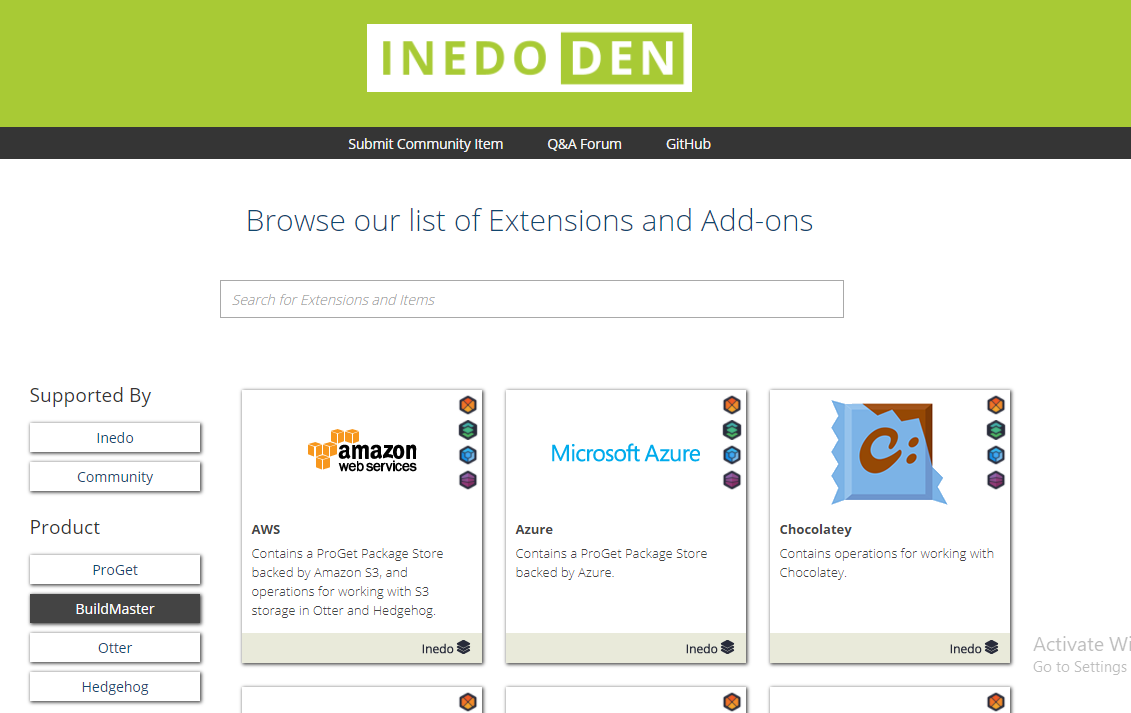 INEDO DEN
Submit Community Item
Q&A Forum
GitHub
Browse our list of Extensions and Add-ons
Search for Extensions and Items
Supported By
Inedo
Community
Product
ProGet
BuildMaster
Otter
Hedgehog
amazon
web services
AWS
Contains a ProGet Package Store
backed by Amazon S3, and
operations for working with S3
storage in Otter and Hedgehog.
Inedo
Microsoft Azure
Azure
Contains a ProGet Package Store
backed by Azure.
Inedo
C:
Chocolatey
Contains operations for working with
Chocolatey.
Inedo
Activate Wi
Go to Settings